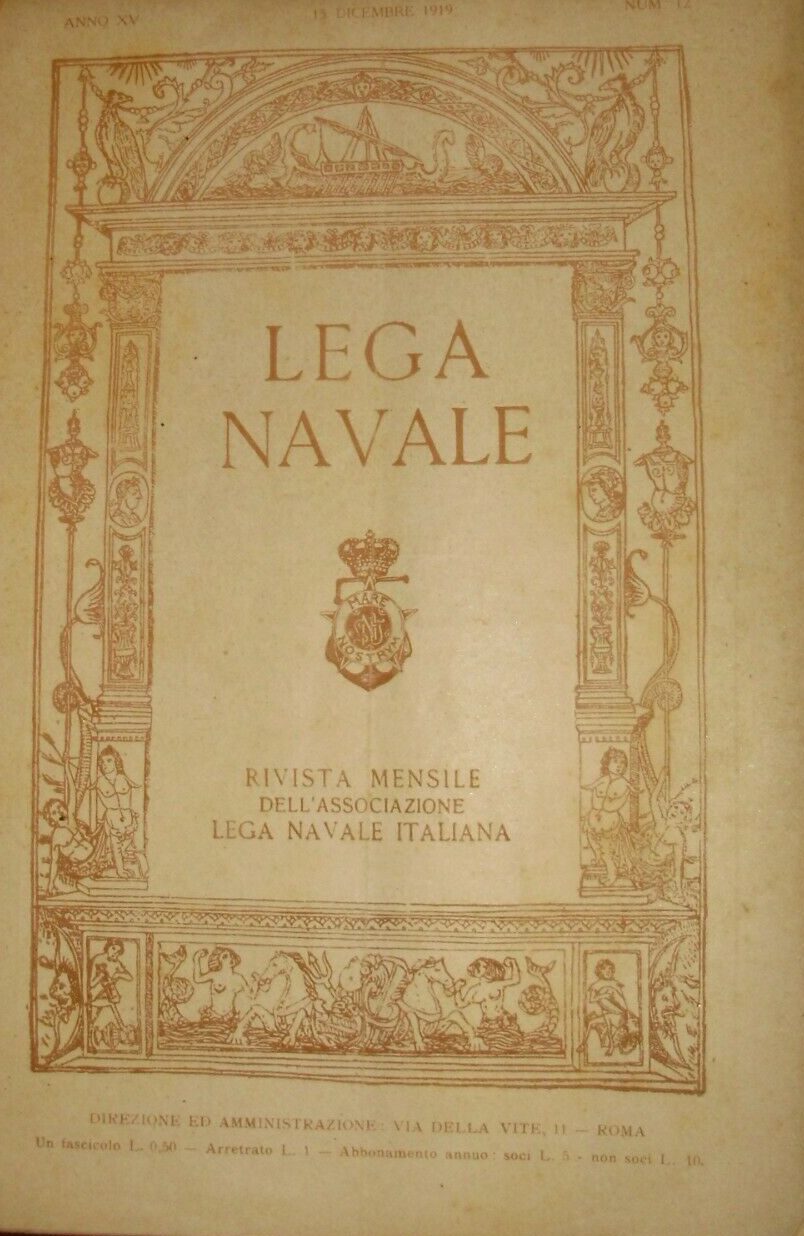 ANNO XV
15 DICEMBRE 1919
NUM 12
LEGA
NAVALE
MARE
NOSTRVM
RIVISTA MENSILE
DELL'ASSOCIAZIONE
LEGA NAVALE ITALIANA
DIREZIONE ED AMMINISTRAZIONE: VIA DELLA VITE, 11 — ROMA
Un fascicolo L. 0,50 — Arretrato L. 1 — Abbonamento annuo: soci L. 5 - non soci L. 10.